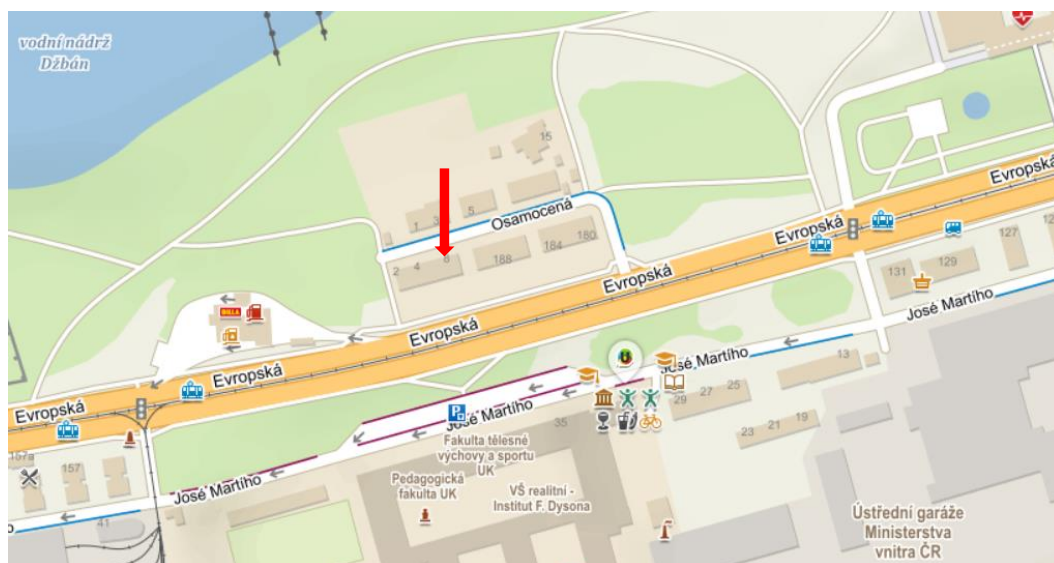 vodní nádrž
Džbán
15
Evropská
5
3
1
Osamocená
Evropská
180
184
188
2 4 6
Evropská
127
129
131
BILLA
Evropská
José Martího
Evropská
José Martího
13
Evropská
29 27 25
19
21
23
P
José Martího
35
Fakulta tělesné
výchovy a sportu
UK
157a
157
Pedagogická
fakulta UK
VŠ realitní -
Institut F. Dysona
José Martího
41
Ústřední garáže
Ministerstva
vnitra ČR